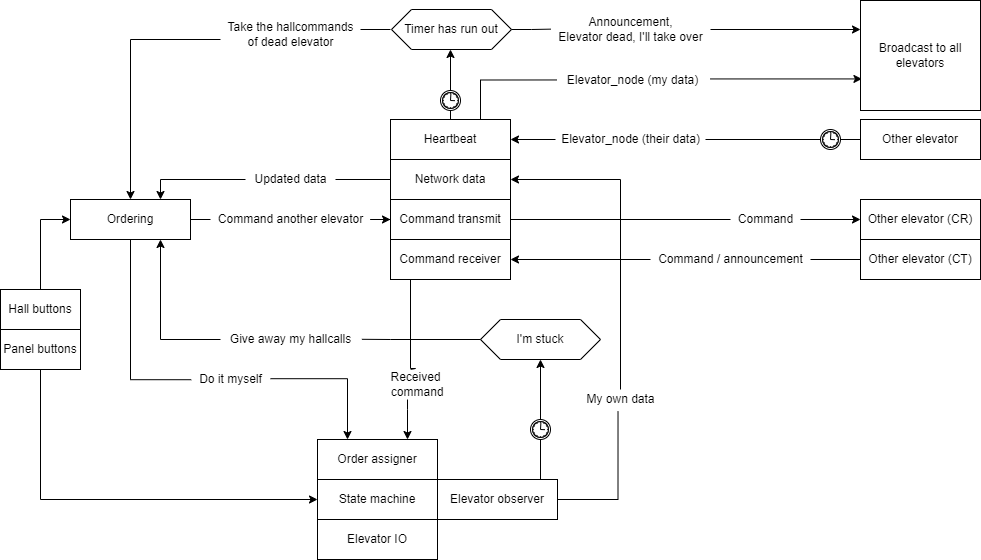 Take the hallcommands
of dead elevator
Timer has run out
Announcement,
Elevator dead, I'll take over
Broadcast to all
elevators
Elevator_node (my data)
Heartbeat
Elevator_node (their data)
Other elevator
Updated data
Network data
Ordering
Command another elevator
Command transmit
Command
Other elevator (CR)
Command receiver
Command / announcement
Other elevator (CT)
Hall buttons
Panel buttons
Give away my hallcalls
I'm stuck
Do it myself
Received
command
My own data
Order assigner
State machine
Elevator observer
Elevator IO